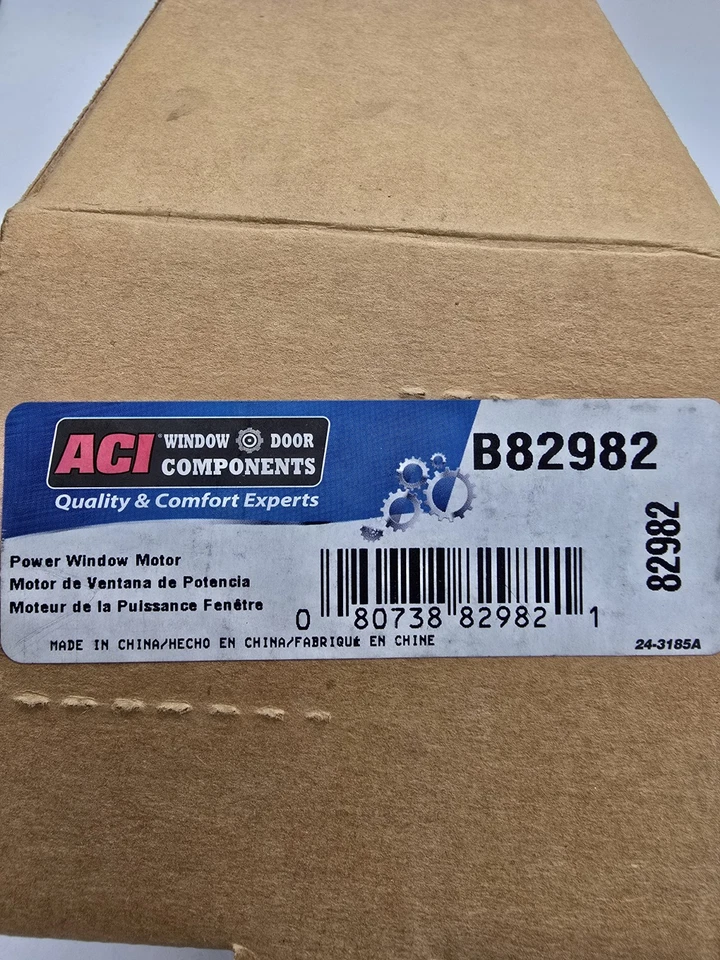 ACI® WINDOW DOOR
COMPONENTS
Quality & Comfort Experts
B82982
82982
Power Window Motor
Motor de Ventana de Potencia
Moteur de la Puissance Fenêtre
0 80738 82982 1
MADE IN CHINA/HECHO EN CHINA/FABRIQUÉ EN CHINE
24-3185A